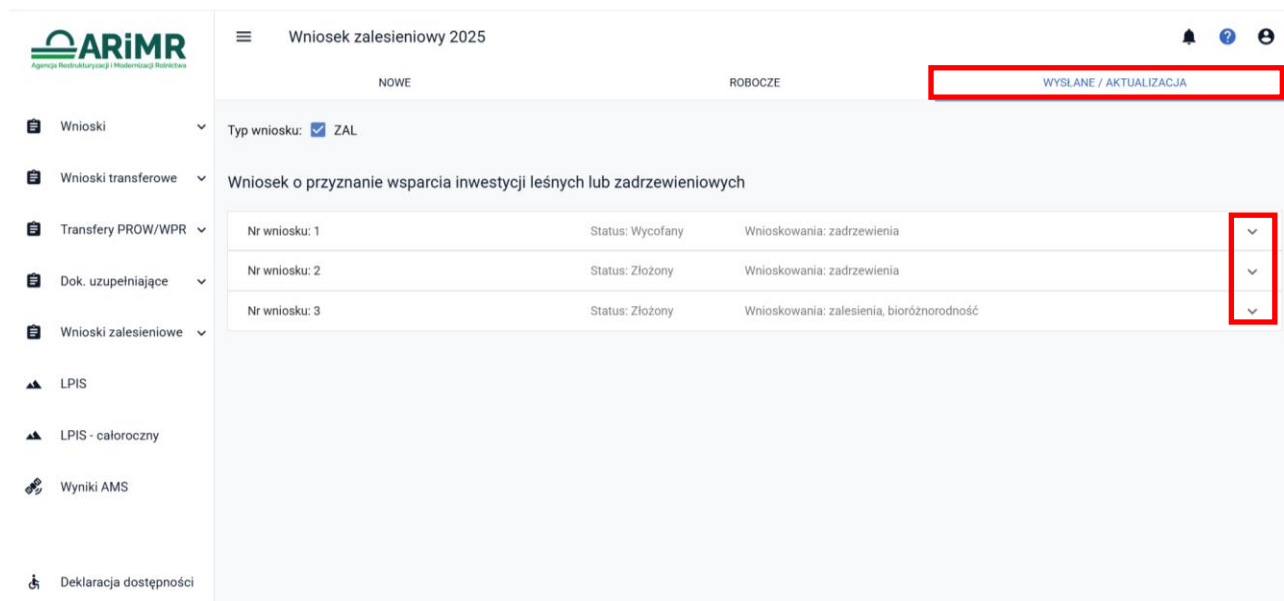 ARiMR
Agencja Restrukturyzacji i Modernizacji Rolnictwa
Wniosek zalesieniowy 2025
NOWE
ROBOCZE
WYSŁANE / AKTUALIZACJA
Wnioski
Wnioski transferowe
Transfery PROW/WPR
Dok. uzupełniające
Wnioski zalesieniowe
LPIS
LPIS - całoroczny
Wyniki AMS
Deklaracja dostępności
Typ wniosku: ZAL
Wniosek o przyznanie wsparcia inwestycji leśnych lub zadrzewieniowych
Nr wniosku: 1 Status: Wycofany Wnioskowania: zadrzewienia
Nr wniosku: 2 Status: Złożony Wnioskowania: zadrzewienia
Nr wniosku: 3 Status: Złożony Wnioskowania: zalesienia, bioróżnorodność